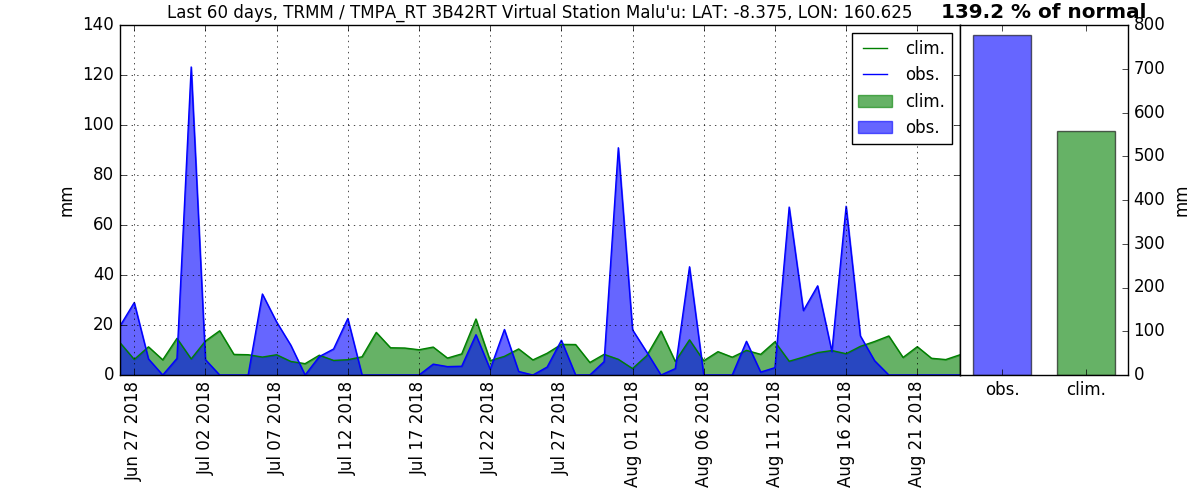 Last 60 days, TRMM / TMPA_RT 3B42RT Virtual Station Malu'u: LAT: -8.375, LON: 160.625
139.2 % of normal
140
120
100
80
60
40
20
0
mm
Jun 27 2018
Jul 02 2018
Jul 07 2018
Jul 12 2018
Jul 17 2018
Jul 22 2018
Jul 27 2018
Aug 01 2018
Aug 06 2018
Aug 11 2018
Aug 16 2018
Aug 21 2018
clim.
obs.
clim.
obs.
800
700
600
500
400
300
200
100
0
mm
obs.
clim.